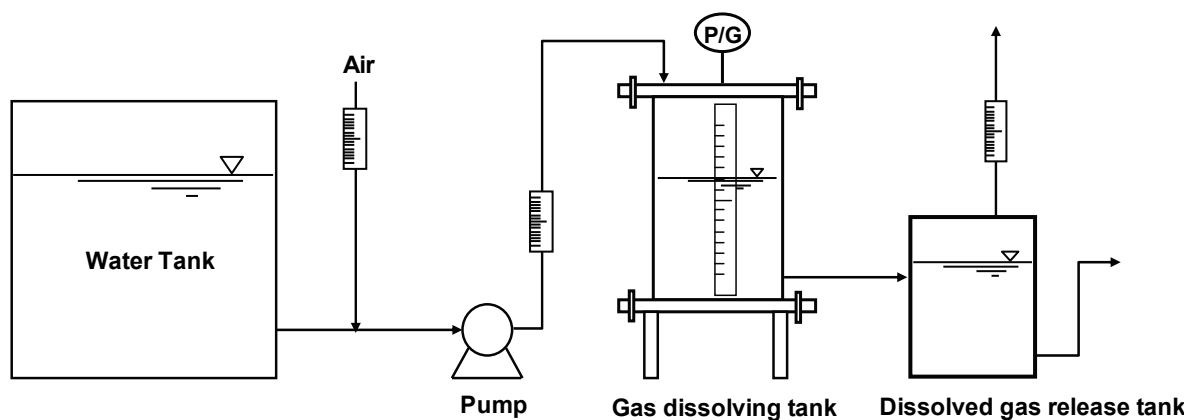 P/G
Air
Water Tank
Pump
Gas dissolving tank
Dissolved gas release tank